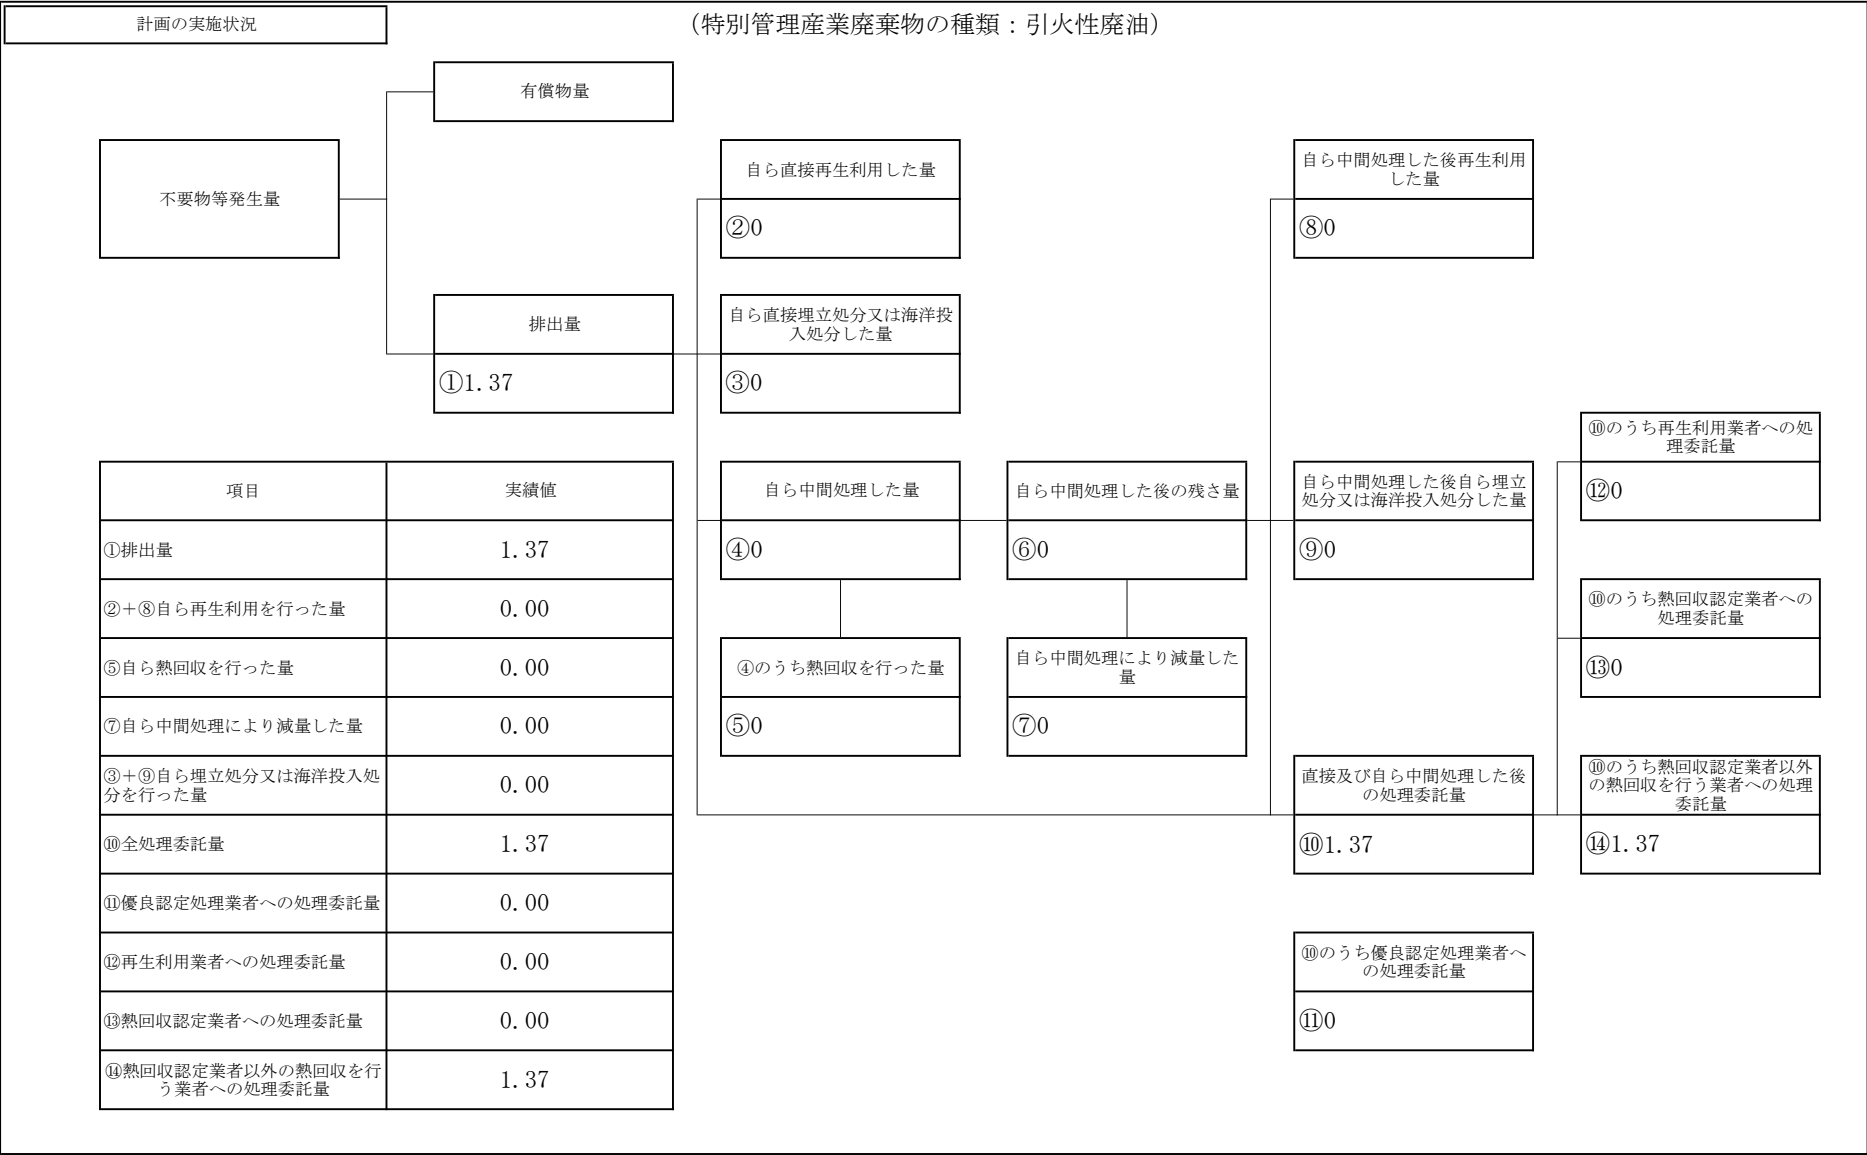 計画の実施状況
（特別管理産業廃棄物の種類：引火性廃油）
有償物量
不要物等発生量
排出量
①1.37
自ら直接再生利用した量
②0
自ら直接埋立処分又は海洋投
入処分した量
③0
自ら中間処理した後再生利用
した量
⑧0
自ら中間処理した量
④0
自ら中間処理した後の残さ量
⑥0
自ら中間処理した後自ら埋立
処分又は海洋投入処分した量
⑨0
⑩のうち再生利用業者への処
理委託量
⑫0
④のうち熱回収を行った量
⑤0
自ら中間処理により減量した
量
⑦0
⑩のうち熱回収認定業者への
処理委託量
⑬0
直接及び自ら中間処理した後
の処理委託量
⑩1.37
⑩のうち熱回収認定業者以外
の熱回収を行う業者への処理
委託量
⑭1.37
⑩のうち優良認定処理業者へ
の処理委託量
⑪0
項目 実績値
①排出量 1.37
②＋⑧自ら再生利用を行った量 0.00
⑤自ら熱回収を行った量 0.00
⑦自ら中間処理により減量した量 0.00
③＋⑨自ら埋立処分又は海洋投入処
分を行った量 0.00
⑩全処理委託量 1.37
⑪優良認定処理業者への処理委託量 0.00
⑫再生利用業者への処理委託量 0.00
⑬熱回収認定業者への処理委託量 0.00
⑭熱回収認定業者以外の熱回収を行
う業者への処理委託量 1.37